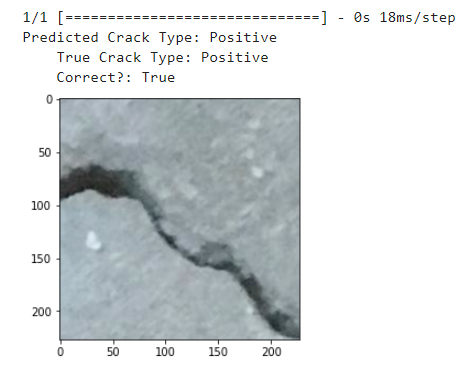 1/1 [==============================] - 0s 18ms/step
Predicted Crack Type: Positive
True Crack Type: Positive
Correct?: True
0
50
100
150
200
0 50 100 150 200